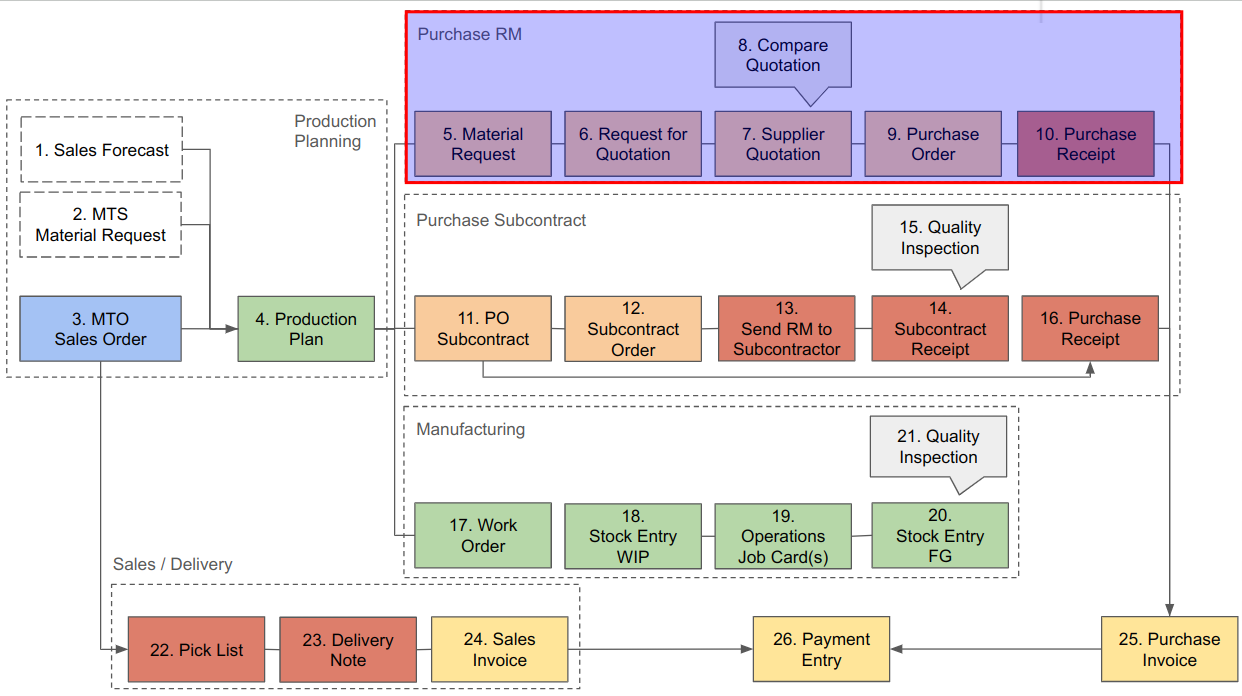 Purchase RM
8. Compare
Quotation
5. Material
Request
6. Request for
Quotation
7. Supplier
Quotation
9. Purchase
Order
10. Purchase
Receipt
Production
Planning
1. Sales Forecast
2. MTS
Material Request
3. MTO
Sales Order
4. Production
Plan
Purchase Subcontract
15. Quality
Inspection
11. PO
Subcontract
12.
Subcontract
Order
13.
Send RM to
Subcontractor
14.
Subcontract
Receipt
16. Purchase
Receipt
Manufacturing
21. Quality
Inspection
17. Work
Order
18.
Stock Entry
WIP
19.
Operations
Job Card(s)
20.
Stock Entry
FG
Sales / Delivery
22. Pick List
23. Delivery
Note
24. Sales
Invoice
26. Payment
Entry
25. Purchase
Invoice